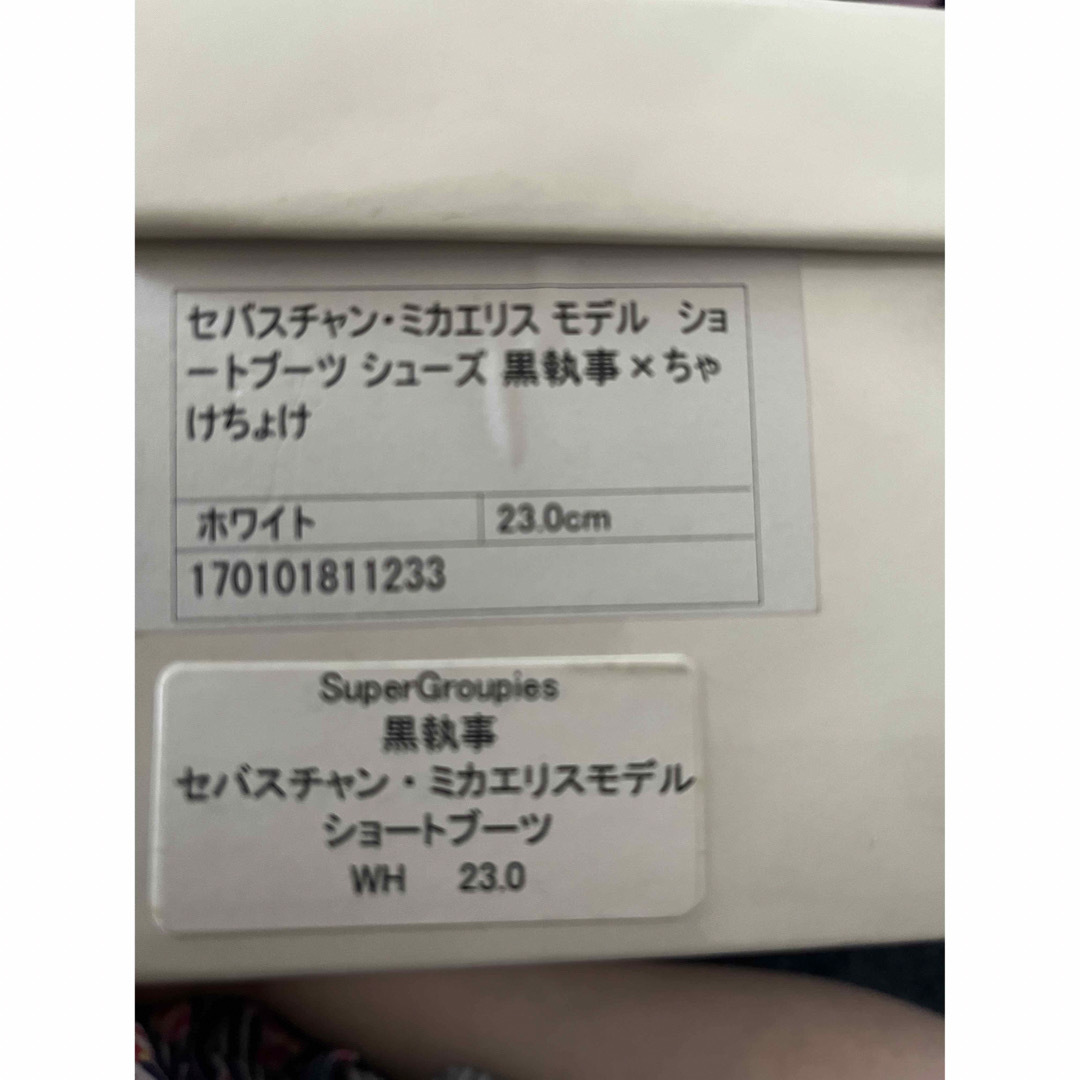 セバスチャン・ミカエリス モデル ショ
ートブーツ シューズ 黒執事×ちゃ
けちょけ
ホワイト 23.0cm
170101811233
SuperGroupies
黒執事
セバスチャン・ミカエリスモデル
ショートブーツ
WH 23.0